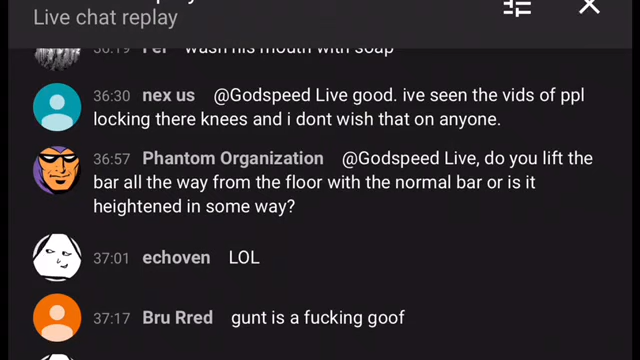 Live chat replay
36:19 wash his mouth with soap
36:30 nex us @Godspeed Live good. ive seen the vids of ppl
locking there knees and i dont wish that on anyone.
36:57 Phantom Organization @Godspeed Live, do you lift the
bar all the way from the floor with the normal bar or is it
heightened in some way?
37:01 echoven LOL
37:17 Bru Rred gunt is a fucking goof